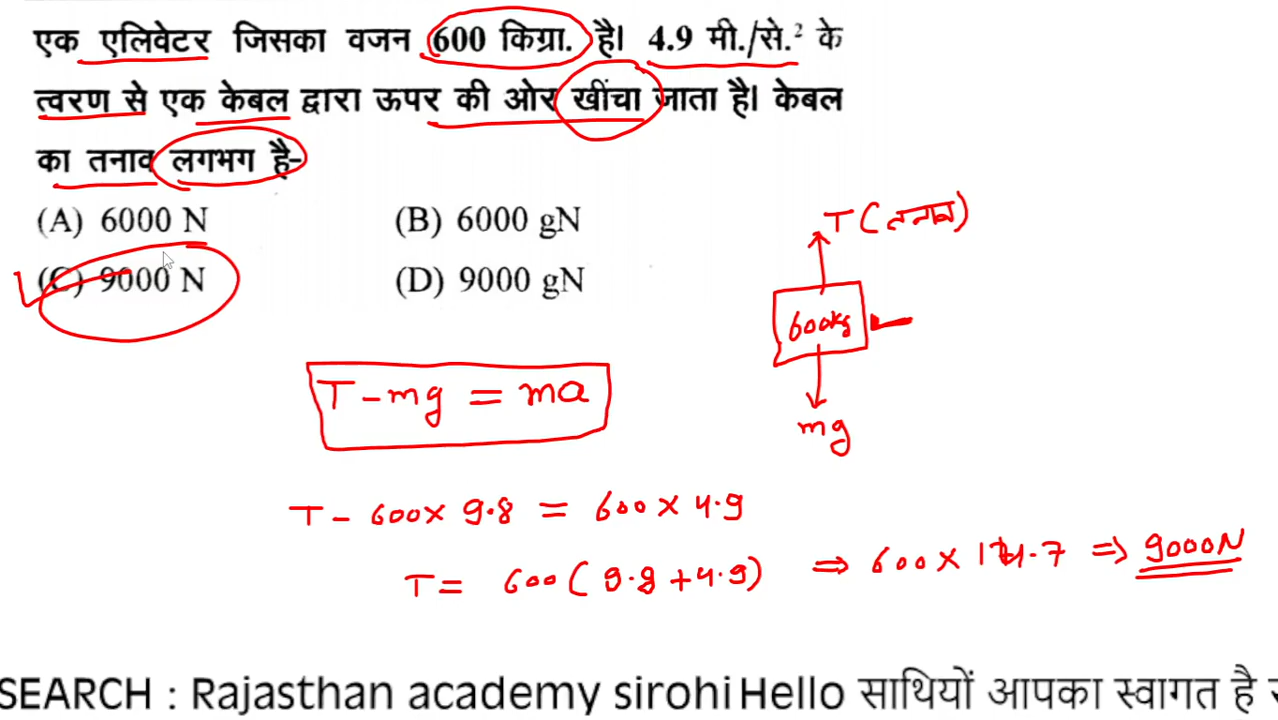 एक एलिवेटर जिसका वजन 600 किग्रा. है। 4.9 मी./से.² के
त्वरण से एक केबल द्वारा ऊपर की ओर खींचा जाता है। केबल
का तनाव लगभग है-
(A) 6000 N (B) 6000 gN
(C) 9000 N (D) 9000 gN
T (तनाव)
600kg
mg
T - mg = ma
T - 600 × 9.8 = 600 × 4.9
T = 600 ( 9.8 + 4.9 ) ⇒ 600 × 14.7 ⇒ 9000N
SEARCH : Rajasthan academy sirohi Hello साथियों आपका स्वागत है